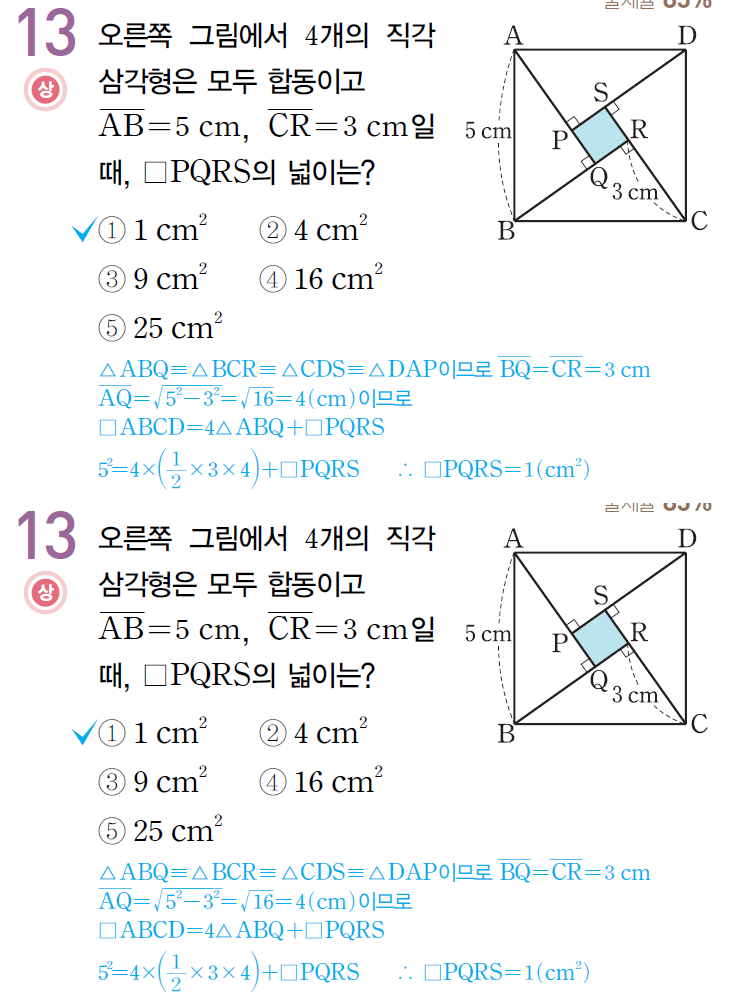 13
상
오른쪽 그림에서 4개의 직각
삼각형은 모두 합동이고
AB=5 cm, CR=3 cm일
때, □PQRS의 넓이는?
A
D
S
5 cm
P
R
Q
3 cm
B
C
① 1 cm² ② 4 cm²
③ 9 cm² ④ 16 cm²
⑤ 25 cm²
△ABQ≡△BCR≡△CDS≡△DAP이므로 BQ=CR=3 cm
AQ=√5²-3²=√16=4(cm)이므로
□ABCD=4△ABQ+□PQRS
5²=4×(1/2×3×4)+□PQRS ∴ □PQRS=1(cm²)
13
상
오른쪽 그림에서 4개의 직각
삼각형은 모두 합동이고
AB=5 cm, CR=3 cm일
때, □PQRS의 넓이는?
A
D
S
5 cm
P
R
Q
3 cm
B
C
① 1 cm² ② 4 cm²
③ 9 cm² ④ 16 cm²
⑤ 25 cm²
△ABQ≡△BCR≡△CDS≡△DAP이므로 BQ=CR=3 cm
AQ=√5²-3²=√16=4(cm)이므로
□ABCD=4△ABQ+□PQRS
5²=4×(1/2×3×4)+□PQRS ∴ □PQRS=1(cm²)